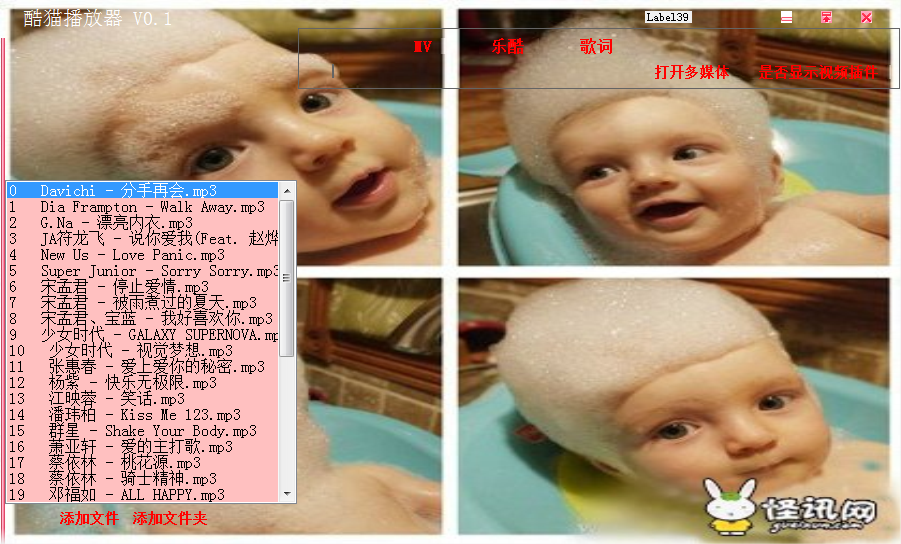 酷猫播放器 V0.1
Label39
MV 乐酷 歌词
打开多媒体 是否显示视频窗体
0 Davichi - 分手再会.mp3
1 Dia Frampton - Walk Away.mp3
2 G.Na - 漂亮内衣.mp3
3 JA符龙飞 - 说你爱我(Feat. 赵烨
4 New Us - Love Panic.mp3
5 Super Junior - Sorry Sorry.mp3
6 宋孟君 - 停止爱情.mp3
7 宋孟君 - 被雨煮过的夏天.mp3
8 宋孟君、宝蓝 - 我好喜欢你.mp3
9 少女时代 - GALAXY SUPERNOVA.mp
10 少女时代 - 视觉梦想.mp3
11 张惠春 - 爱上爱你的秘密.mp3
12 杨紫 - 快乐无极限.mp3
13 江映蓉 - 笑话.mp3
14 潘玮柏 - Kiss Me 123.mp3
15 群星 - Shake Your Body.mp3
16 萧亚轩 - 爱的主打歌.mp3
17 蔡依林 - 桃花源.mp3
18 蔡依林 - 骑士精神.mp3
19 邓福如 - ALL HAPPY.mp3
添加文件 添加文件夹
怪讯网
guaixun.com